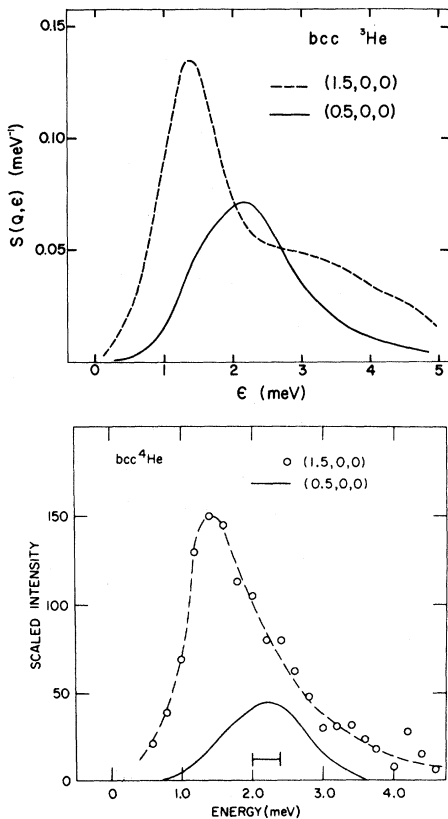 0.15
bcc ³He
(1.5,0,0)
(0.5,0,0)
0.10
S(Q,ϵ) (meV⁻¹)
0.05
0 1 2 3 4 5
ϵ (meV)
bcc ⁴He
(1.5,0,0)
(0.5,0,0)
150
SCALED INTENSITY
100
50
0
0 1.0 2.0 3.0 4.0
ENERGY (meV)